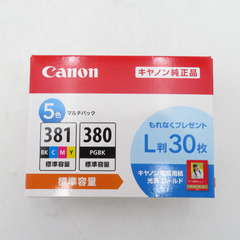 Canon
キヤノン純正品
5色
マルチパック
381
BK C M Y
標準容量
380
PGBK
標準容量
標準容量
もれなくプレゼント
L判30枚
キヤノン写真用紙
光沢 ゴールド